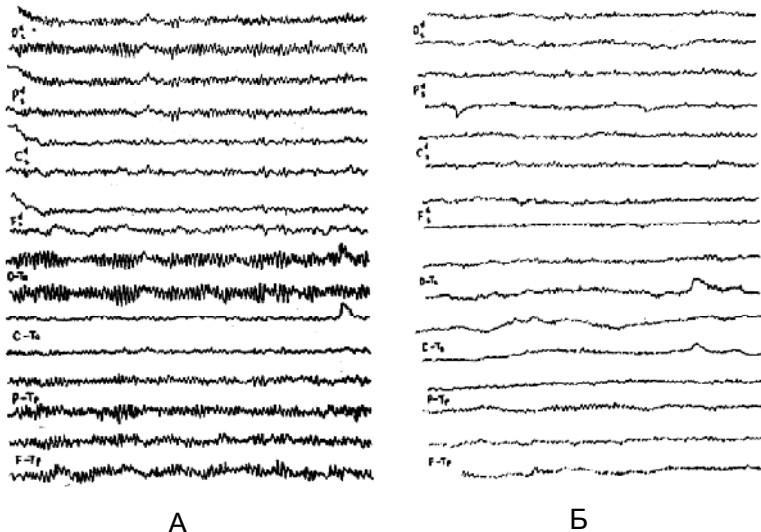 O d s
P d s
C d s
F d s
O-Ta
C-Ta
P-Tp
F-Tp
А
O d s
P d s
C d s
F d s
O-Ta
C-Ta
P-Tp
F-Tp
Б